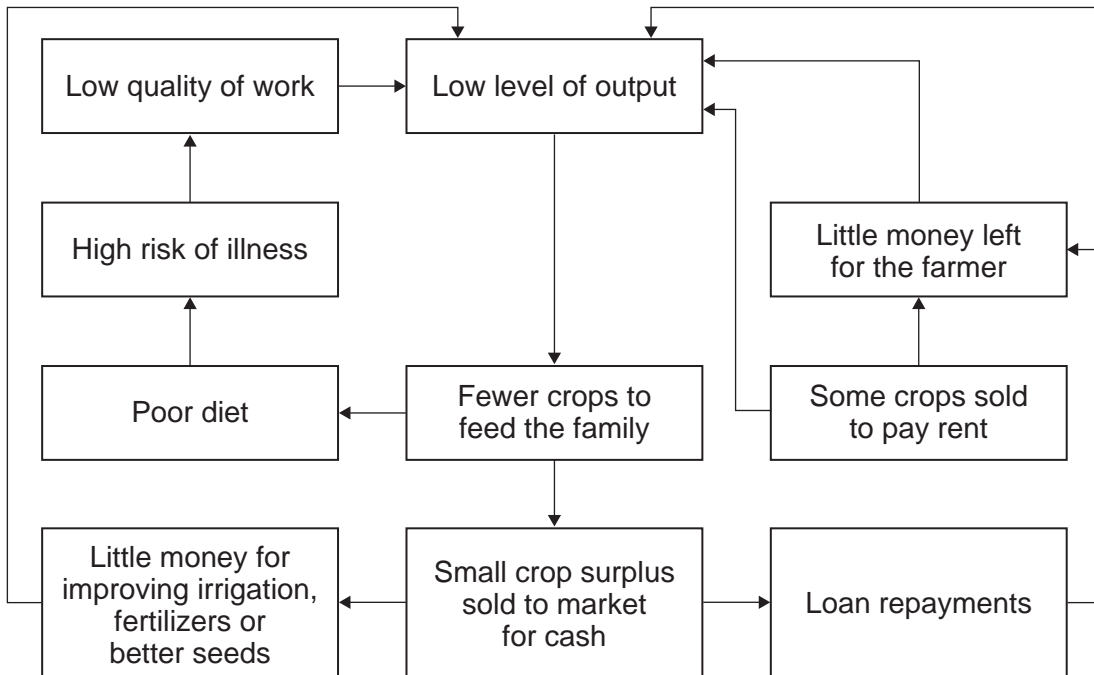 Low quality of work
Low level of output
High risk of illness
Little money left
for the farmer
Poor diet
Fewer crops to
feed the family
Some crops sold
to pay rent
Little money for
improving irrigation,
fertilizers or
better seeds
Small crop surplus
sold to market
for cash
Loan repayments